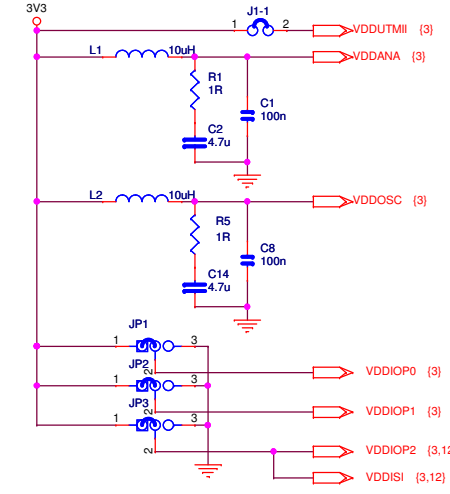 3V3
J1-1
1 2 VDDUTMII {3}
L1 10uH VDDANA {3}
R1
1R
C1
100n
C2
4.7u
L2 10uH VDDOSC {3}
R5
1R
C8
100n
C14
4.7u
JP1
1 3
2
VDDIOP0 {3}
JP2
1 3
2
VDDIOP1 {3}
JP3
1 3
2
VDDIOP2 {3,12
VDDISI {3,12}